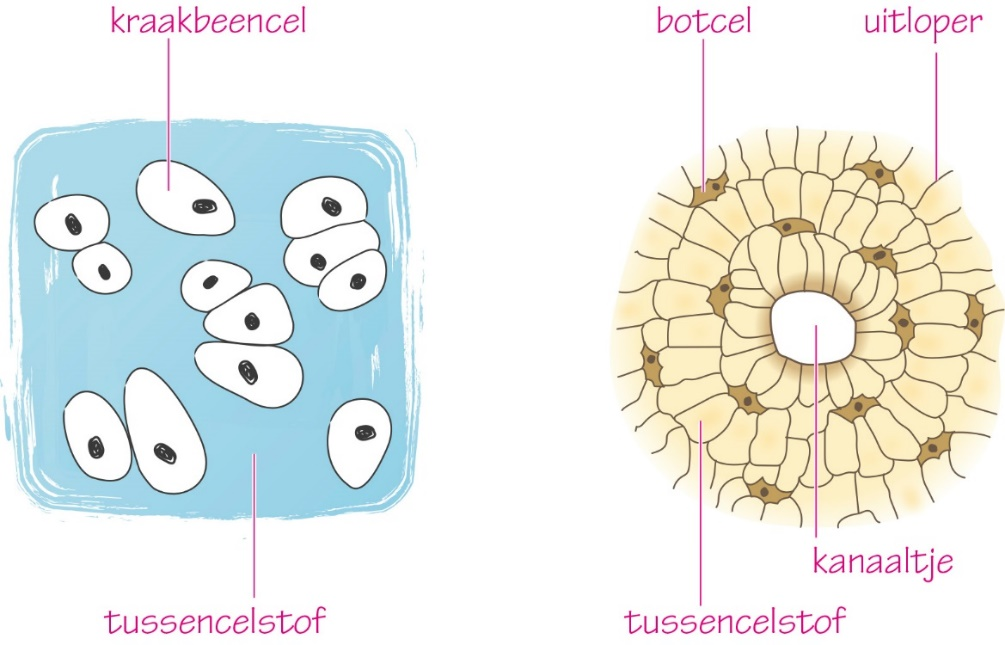 kraakbeencel
botcel
uitloper
kanaaltje
tussencelstof
tussencelstof